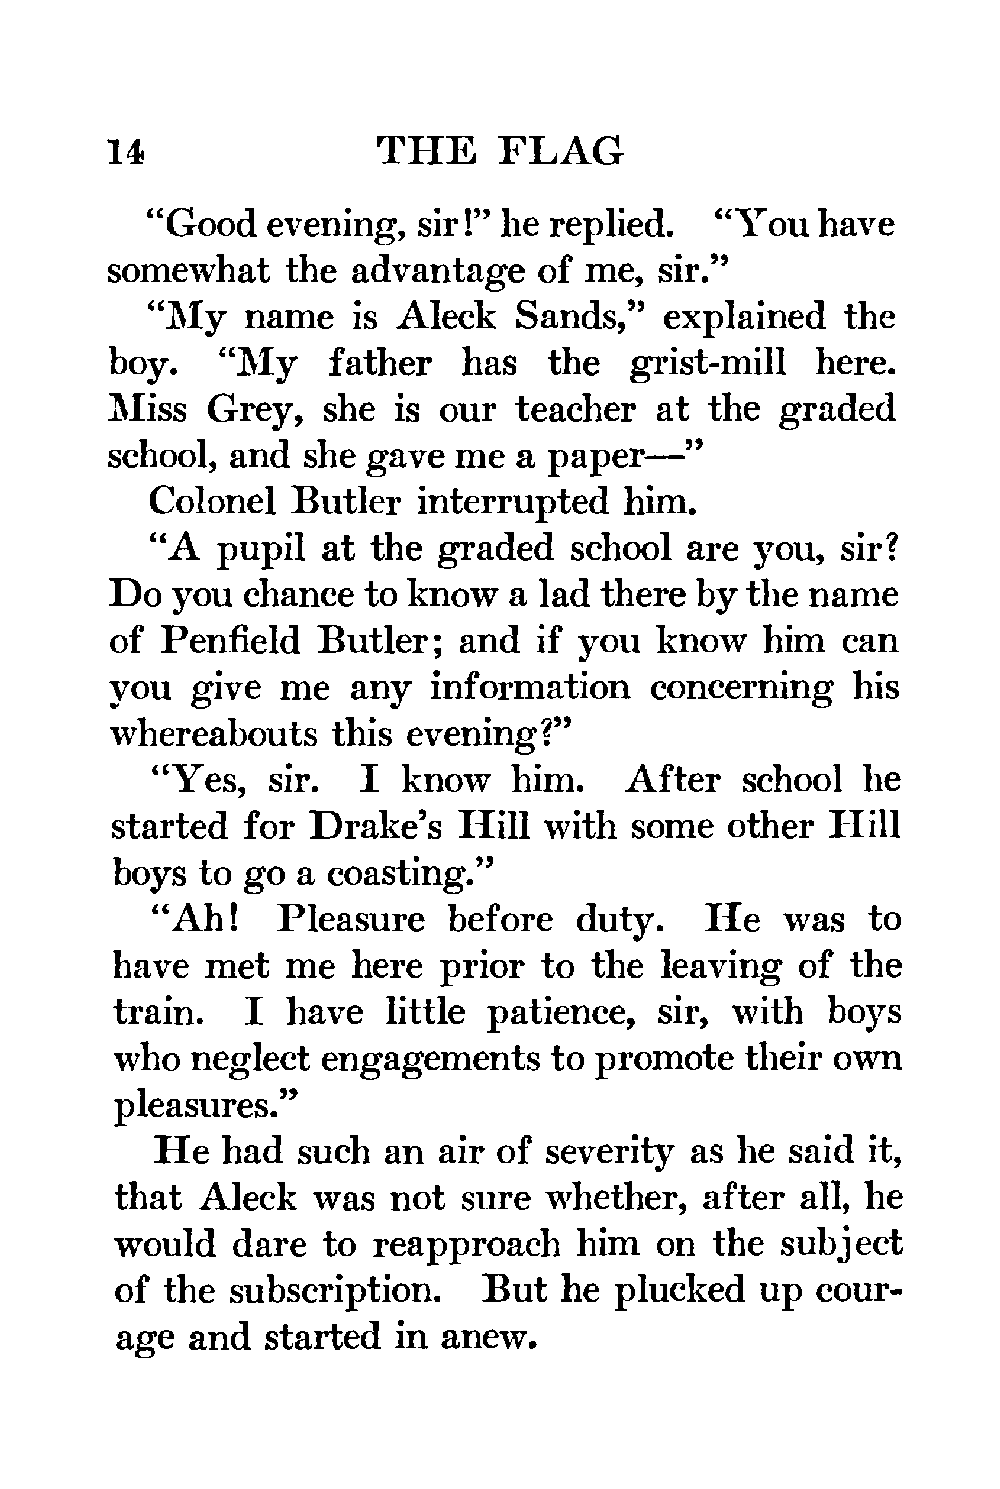 14 THE FLAG
“Good evening, sir!” he replied. “You have
somewhat the advantage of me, sir.”
“My name is Aleck Sands,” explained the
boy. “My father has the grist-mill here.
Miss Grey, she is our teacher at the graded
school, and she gave me a paper—”
Colonel Butler interrupted him.
“A pupil at the graded school are you, sir?
Do you chance to know a lad there by the name
of Penfield Butler; and if you know him can
you give me any information concerning his
whereabouts this evening?”
“Yes, sir. I know him. After school he
started for Drake’s Hill with some other Hill
boys to go a coasting.”
“Ah! Pleasure before duty. He was to
have met me here prior to the leaving of the
train. I have little patience, sir, with boys
who neglect engagements to promote their own
pleasures.”
He had such an air of severity as he said it,
that Aleck was not sure whether, after all, he
would dare to reapproach him on the subject
of the subscription. But he plucked up cour-
age and started in anew.